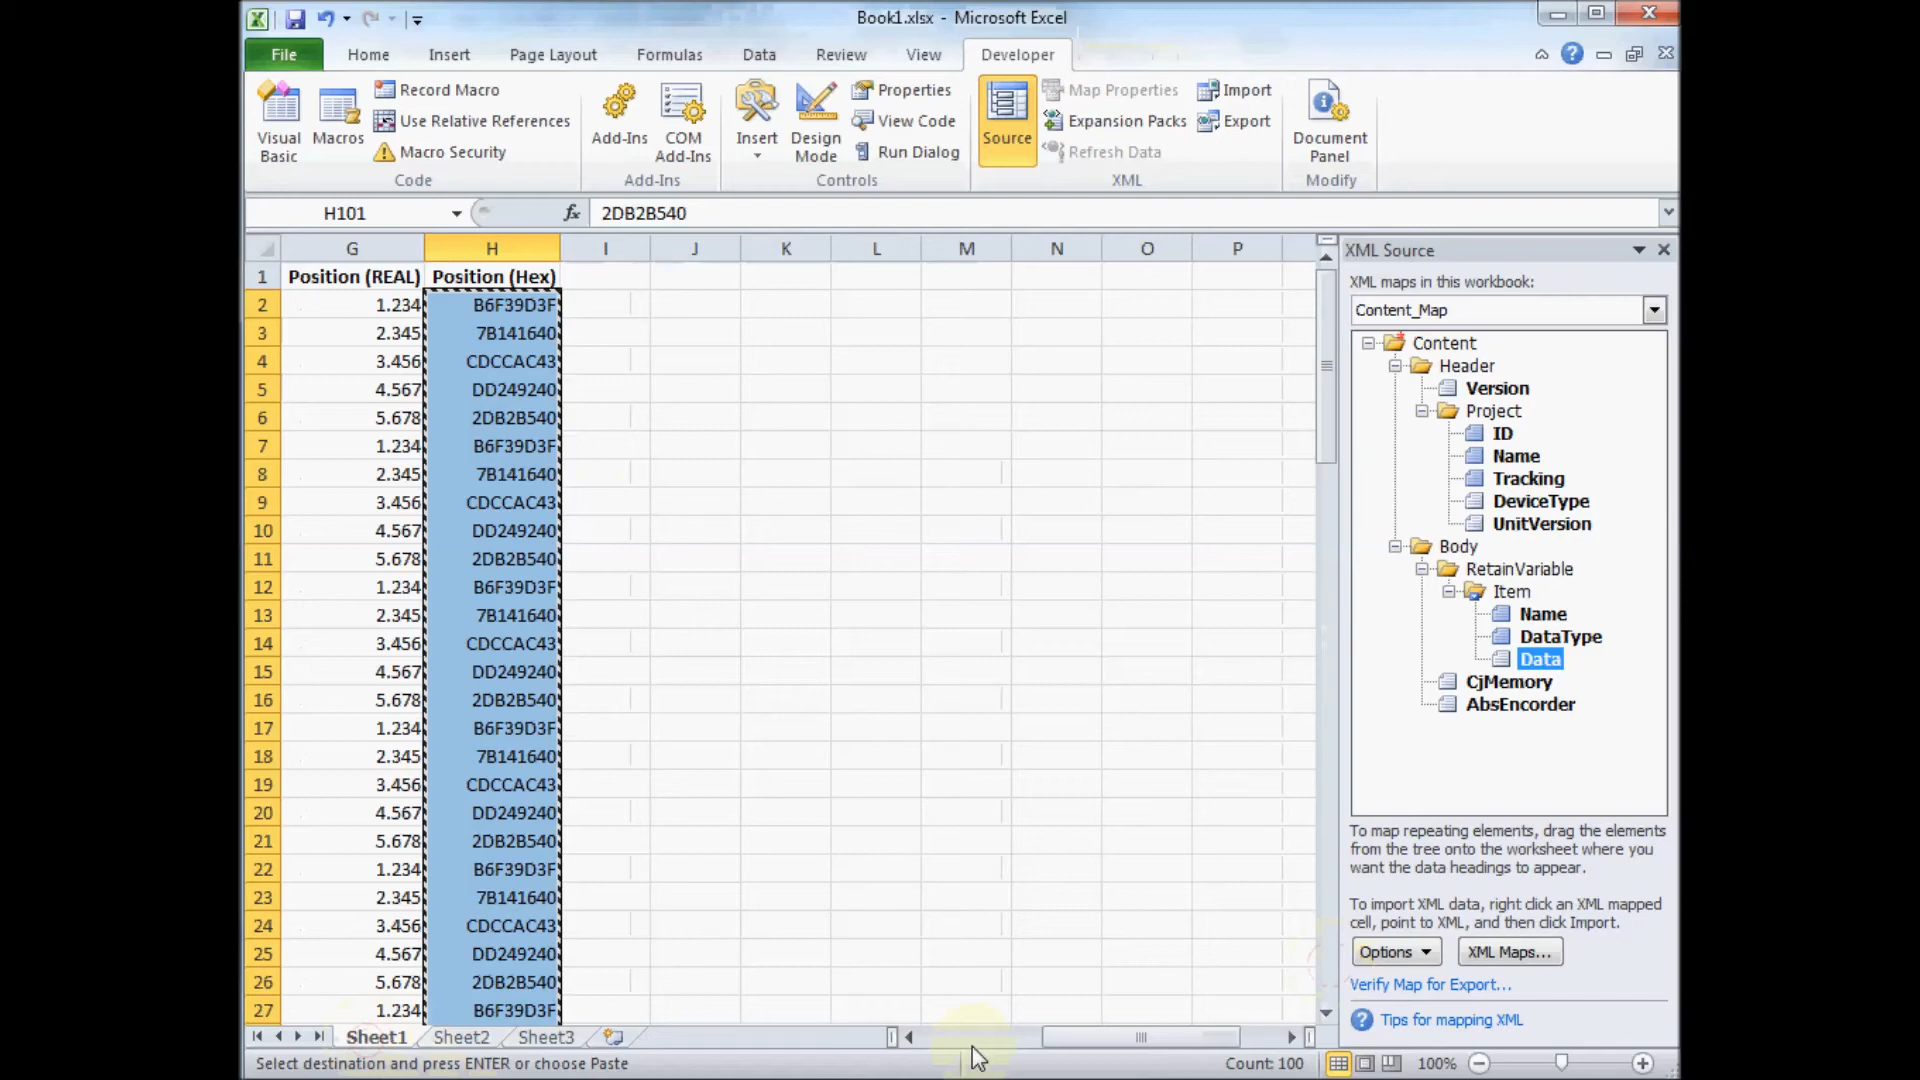 Book1.xlsx - Microsoft Excel
File Home Insert Page Layout Formulas Data Review View Developer
Visual Basic
Macros
Record Macro
Use Relative References
Macro Security
Code
Add-Ins
COM Add-Ins
Add-Ins
Insert
Design Mode
Properties
View Code
Run Dialog
Controls
Source
Map Properties
Expansion Packs
Refresh Data
Import
Export
XML
Document Panel
Modify
H101 fx 2DB2B540
G H I J K L M N O P
1 Position (REAL) Position (Hex)
2 1.234 B6F39D3F
3 2.345 7B141640
4 3.456 CDCCAC43
5 4.567 DD249240
6 5.678 2DB2B540
7 1.234 B6F39D3F
8 2.345 7B141640
9 3.456 CDCCAC43
10 4.567 DD249240
11 5.678 2DB2B540
12 1.234 B6F39D3F
13 2.345 7B141640
14 3.456 CDCCAC43
15 4.567 DD249240
16 5.678 2DB2B540
17 1.234 B6F39D3F
18 2.345 7B141640
19 3.456 CDCCAC43
20 4.567 DD249240
21 5.678 2DB2B540
22 1.234 B6F39D3F
23 2.345 7B141640
24 3.456 CDCCAC43
25 4.567 DD249240
26 5.678 2DB2B540
27 1.234 B6F39D3F
XML Source
XML maps in this workbook:
Content_Map
Content
Header
Version
Project
ID
Name
Tracking
DeviceType
UnitVersion
Body
RetainVariable
Item
Name
DataType
Data
CjMemory
AbsEncorder
To map repeating elements, drag the elements
from the tree onto the worksheet where you
want the data headings to appear.
To import XML data, right click an XML mapped
cell, point to XML, and then click Import.
Options XML Maps...
Verify Map for Export...
Tips for mapping XML
Sheet1 Sheet2 Sheet3
Select destination and press ENTER or choose Paste Count: 100 100%